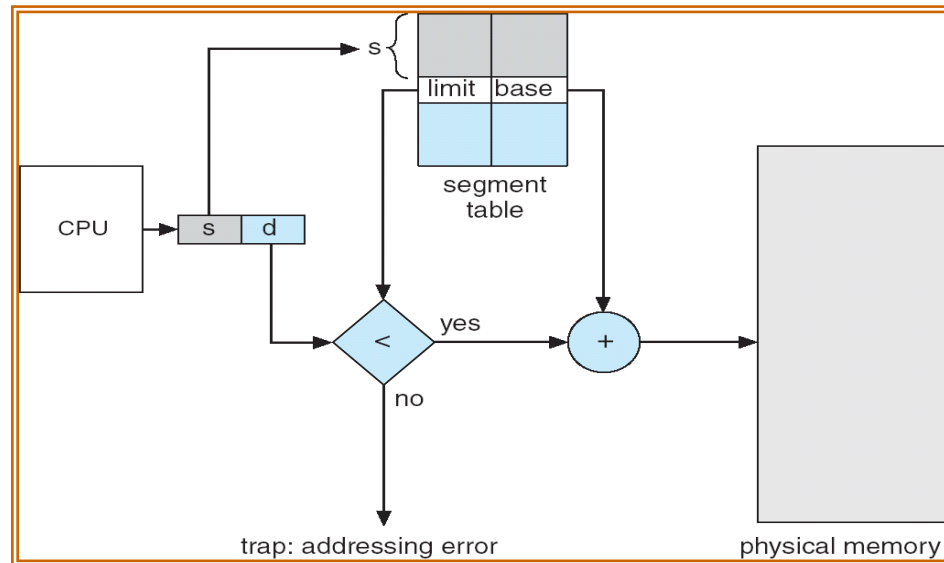 s
limit base
segment
table
CPU
s d
<
yes
+
no
trap: addressing error
physical memory